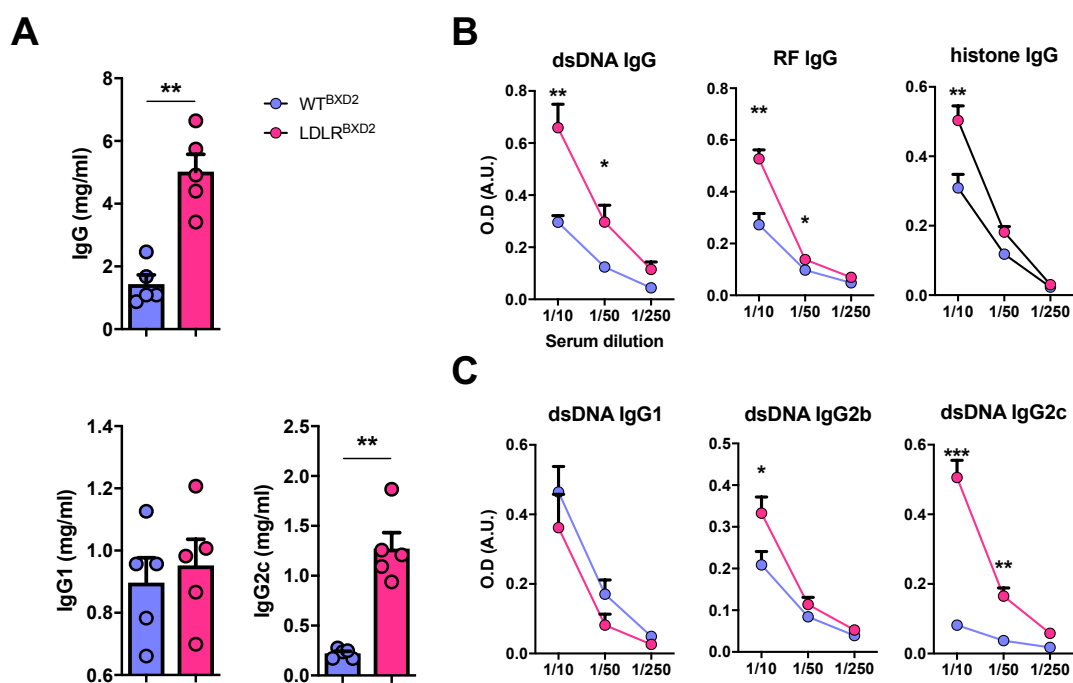 A
IgG (mg/ml)
8
6
4
2
0
**
WT^BXD2
LDLR^BXD2
IgG1 (mg/ml)
1.4
1.2
1.0
0.8
0.6
IgG2c (mg/ml)
2.5
2.0
1.5
1.0
0.5
0.0
**
B
dsDNA IgG
O.D (A.U.)
0.8
0.6
0.4
0.2
0.0
**
*
1/10 1/50 1/250
Serum dilution
RF IgG
0.8
0.6
0.4
0.2
0.0
**
*
1/10 1/50 1/250
histone IgG
0.6
0.4
0.2
0.0
**
1/10 1/50 1/250
C
dsDNA IgG1
O.D (A.U.)
0.6
0.4
0.2
0.0
1/10 1/50 1/250
dsDNA IgG2b
0.5
0.4
0.3
0.2
0.1
0.0
*
1/10 1/50 1/250
dsDNA IgG2c
0.6
0.4
0.2
0.0
***
**
1/10 1/50 1/250